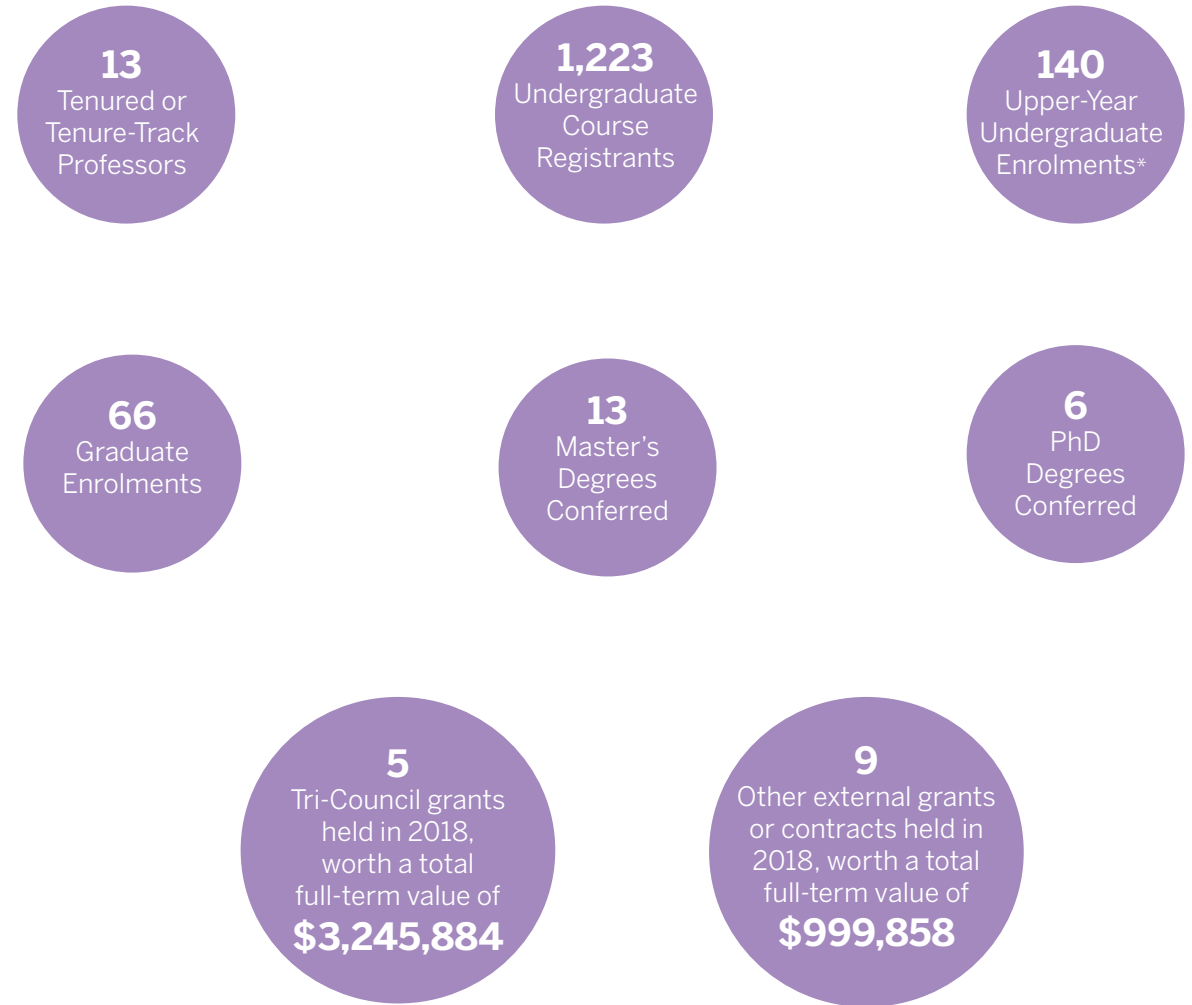 13
Tenured or
Tenure-Track
Professors
1,223
Undergraduate
Course
Registrants
140
Upper-Year
Undergraduate
Enrolments*
66
Graduate
Enrolments
13
Master’s
Degrees
Conferred
6
PhD
Degrees
Conferred
5
Tri-Council grants
held in 2018,
worth a total
full-term value of
$3,245,884
9
Other external grants
or contracts held in
2018, worth a total
full-term value of
$999,858